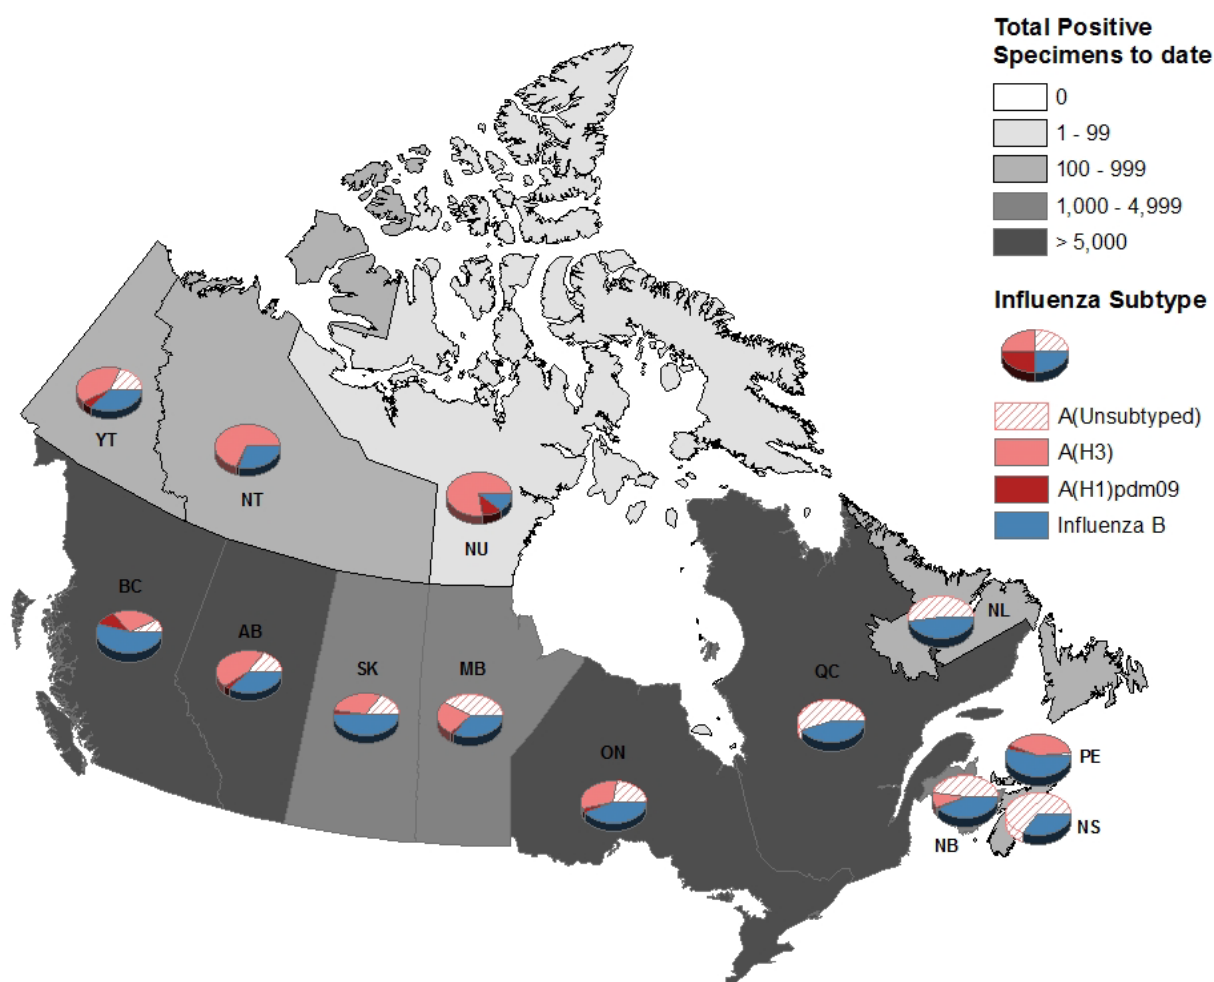 Total Positive
Specimens to date
0
1 - 99
100 - 999
1,000 - 4,999
> 5,000
Influenza Subtype
A(Unsubtyped)
A(H3)
A(H1)pdm09
Influenza B
YT
NT
NU
BC
AB
SK
MB
ON
QC
NL
PE
NB
NS